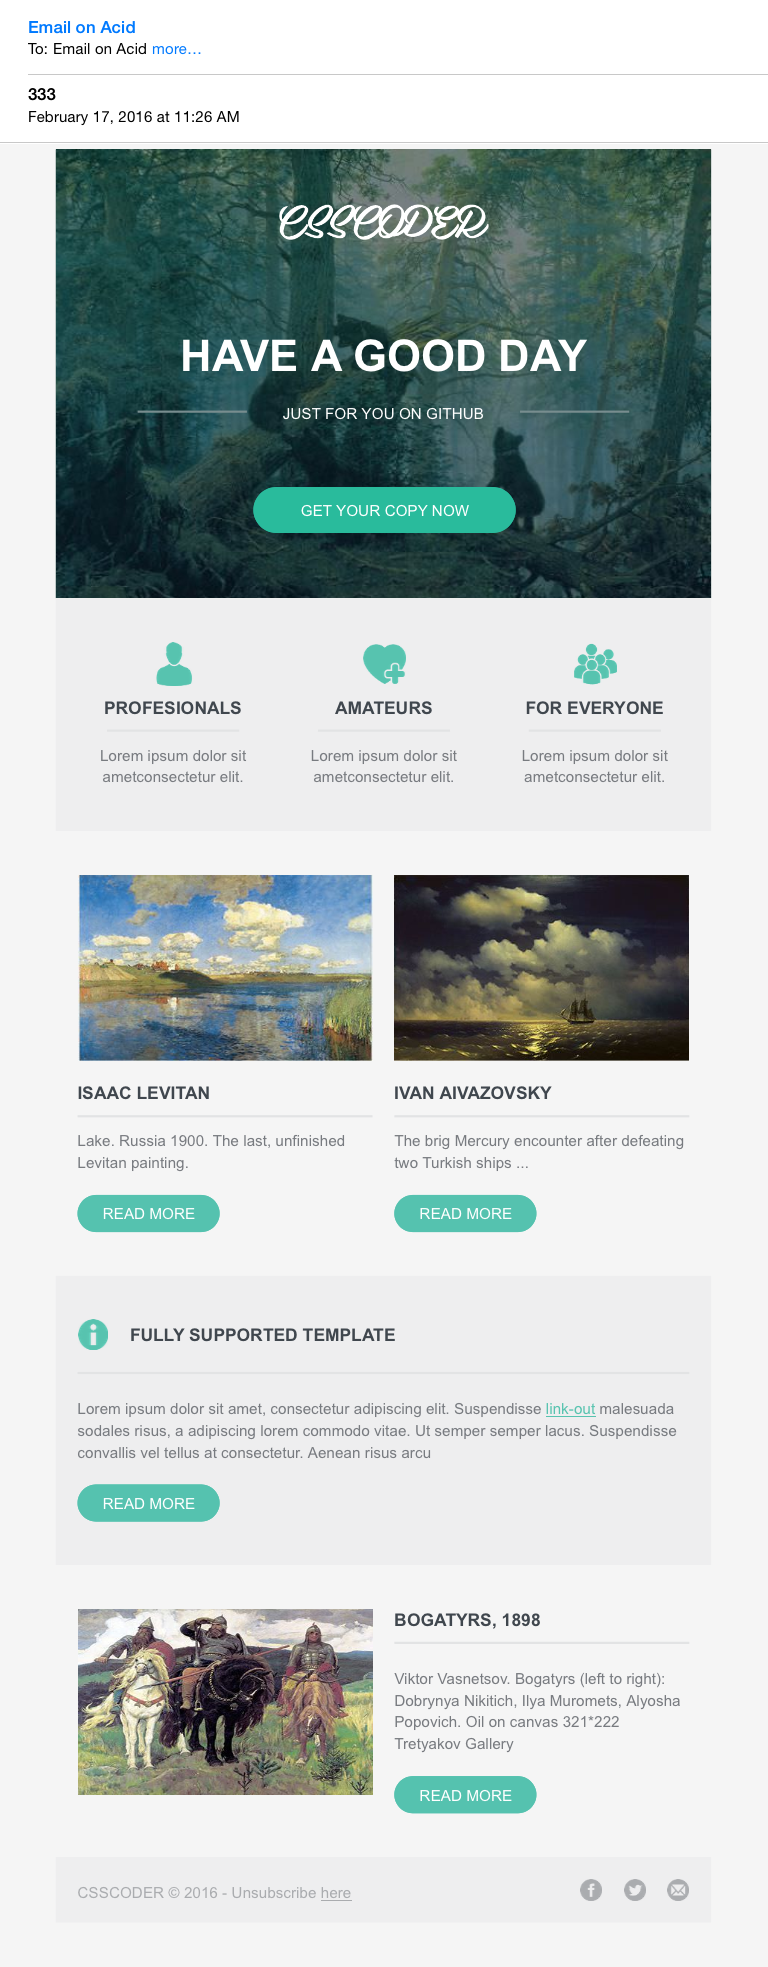 Email on Acid
To: Email on Acid more...
333
February 17, 2016 at 11:26 AM
CSSCODER
HAVE A GOOD DAY
JUST FOR YOU ON GITHUB
GET YOUR COPY NOW
PROFESIONALS
AMATEURS
FOR EVERYONE
Lorem ipsum dolor sit
ametconsectetur elit.
Lorem ipsum dolor sit
ametconsectetur elit.
Lorem ipsum dolor sit
ametconsectetur elit.
ISAAC LEVITAN
Lake. Russia 1900. The last, unfinished
Levitan painting.
READ MORE
IVAN AIVAZOVSKY
The brig Mercury encounter after defeating
two Turkish ships ...
READ MORE
FULLY SUPPORTED TEMPLATE
Lorem ipsum dolor sit amet, consectetur adipiscing elit. Suspendisse link-out malesuada
sodales risus, a adipiscing lorem commodo vitae. Ut semper semper lacus. Suspendisse
convallis vel tellus at consectetur. Aenean risus arcu
READ MORE
BOGATYRS, 1898
Viktor Vasnetsov. Bogatyrs (left to right):
Dobrynya Nikitich, Ilya Muromets, Alyosha
Popovich. Oil on canvas 321*222
Tretyakov Gallery
READ MORE
CSSCODER © 2016 - Unsubscribe here